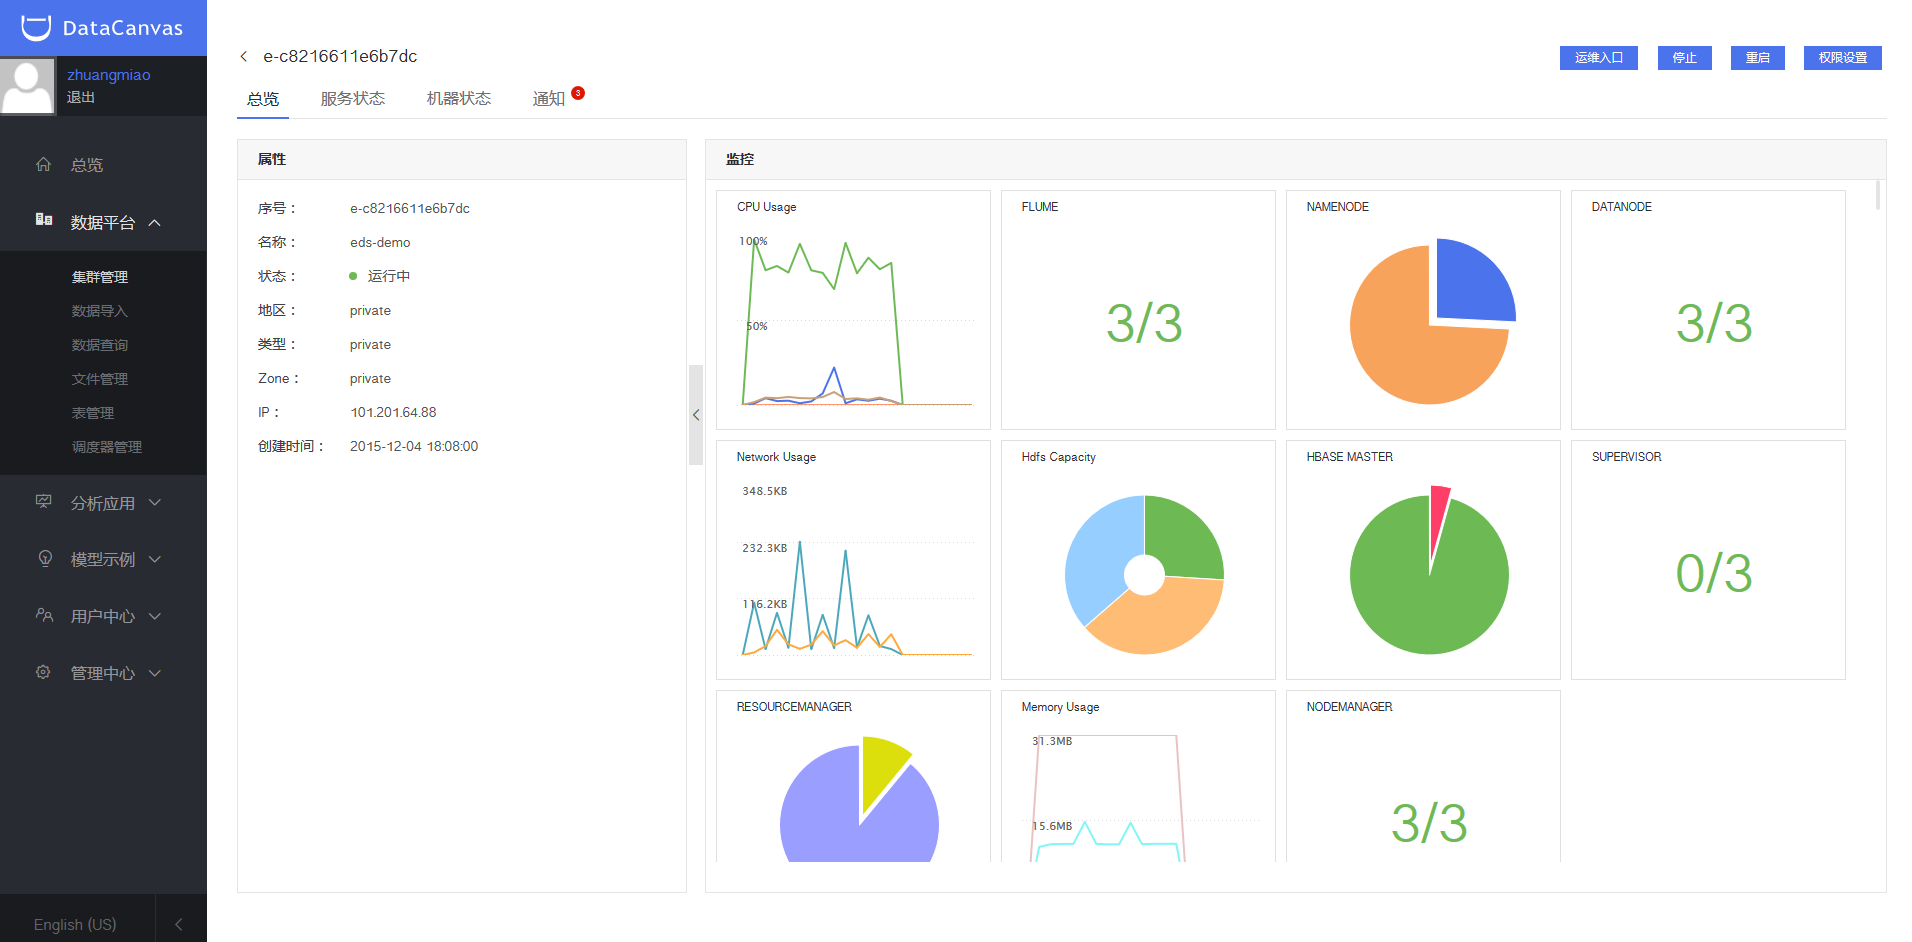 DataCanvas
zhuangmiao
退出
总览
数据平台
集群管理
数据导入
数据查询
文件管理
表管理
调度器管理
分析应用
模型示例
用户中心
管理中心
English (US)
e-c8216611e6b7dc
运维入口 停止 重启 权限设置
总览 服务状态 机器状态 通知 3
属性
序号： e-c8216611e6b7dc
名称： eds-demo
状态： 运行中
地区： private
类型： private
Zone： private
IP： 101.201.64.88
创建时间： 2015-12-04 18:08:00
监控
CPU Usage
100%
50%
FLUME
3/3
NAMENODE
DATANODE
3/3
Network Usage
348.5KB
232.3KB
116.2KB
Hdfs Capacity
HBASE MASTER
SUPERVISOR
0/3
RESOURCEMANAGER
Memory Usage
31.3MB
15.6MB
NODEMANAGER
3/3